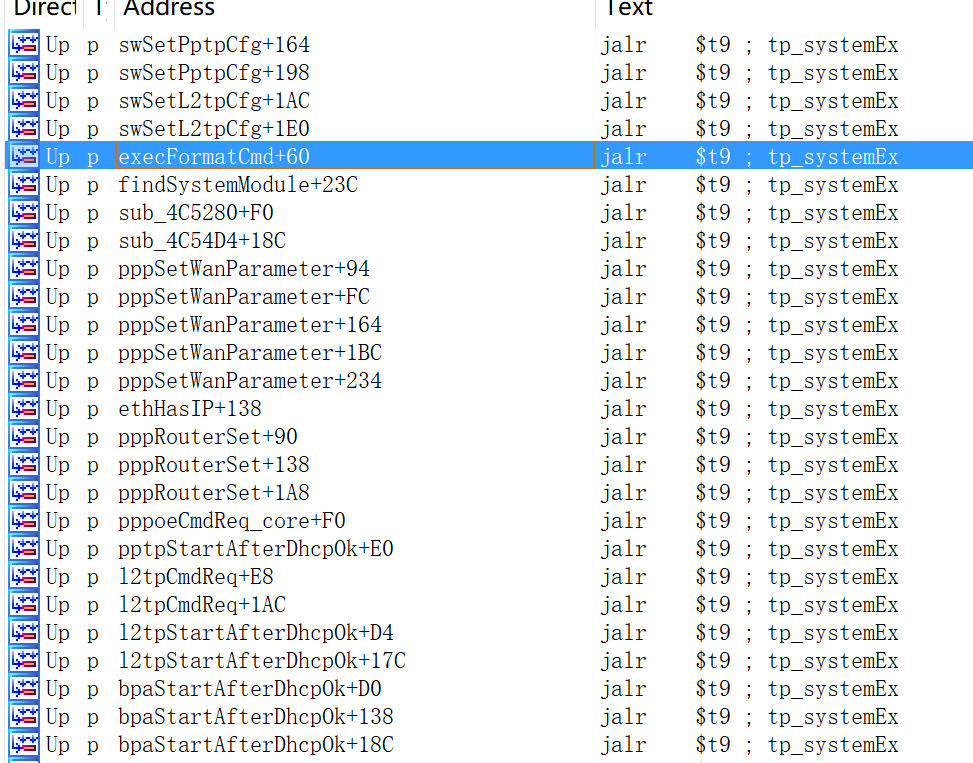 Direct T Address Text
Up p swSetPptpCfg+164 jalr $t9 ; tp_systemEx
Up p swSetPptpCfg+198 jalr $t9 ; tp_systemEx
Up p swSetL2tpCfg+1AC jalr $t9 ; tp_systemEx
Up p swSetL2tpCfg+1E0 jalr $t9 ; tp_systemEx
Up p execFormatCmd+60 jalr $t9 ; tp_systemEx
Up p findSystemModule+23C jalr $t9 ; tp_systemEx
Up p sub_4C5280+F0 jalr $t9 ; tp_systemEx
Up p sub_4C54D4+18C jalr $t9 ; tp_systemEx
Up p pppSetWanParameter+94 jalr $t9 ; tp_systemEx
Up p pppSetWanParameter+FC jalr $t9 ; tp_systemEx
Up p pppSetWanParameter+164 jalr $t9 ; tp_systemEx
Up p pppSetWanParameter+1BC jalr $t9 ; tp_systemEx
Up p pppSetWanParameter+234 jalr $t9 ; tp_systemEx
Up p ethHasIP+138 jalr $t9 ; tp_systemEx
Up p pppRouterSet+90 jalr $t9 ; tp_systemEx
Up p pppRouterSet+138 jalr $t9 ; tp_systemEx
Up p pppRouterSet+1A8 jalr $t9 ; tp_systemEx
Up p pppoeCmdReq_core+F0 jalr $t9 ; tp_systemEx
Up p pptpStartAfterDhcpOk+E0 jalr $t9 ; tp_systemEx
Up p l2tpCmdReq+E8 jalr $t9 ; tp_systemEx
Up p l2tpCmdReq+1AC jalr $t9 ; tp_systemEx
Up p l2tpStartAfterDhcpOk+D4 jalr $t9 ; tp_systemEx
Up p l2tpStartAfterDhcpOk+17C jalr $t9 ; tp_systemEx
Up p bpaStartAfterDhcpOk+D0 jalr $t9 ; tp_systemEx
Up p bpaStartAfterDhcpOk+138 jalr $t9 ; tp_systemEx
Up p bpaStartAfterDhcpOk+18C jalr $t9 ; tp_systemEx